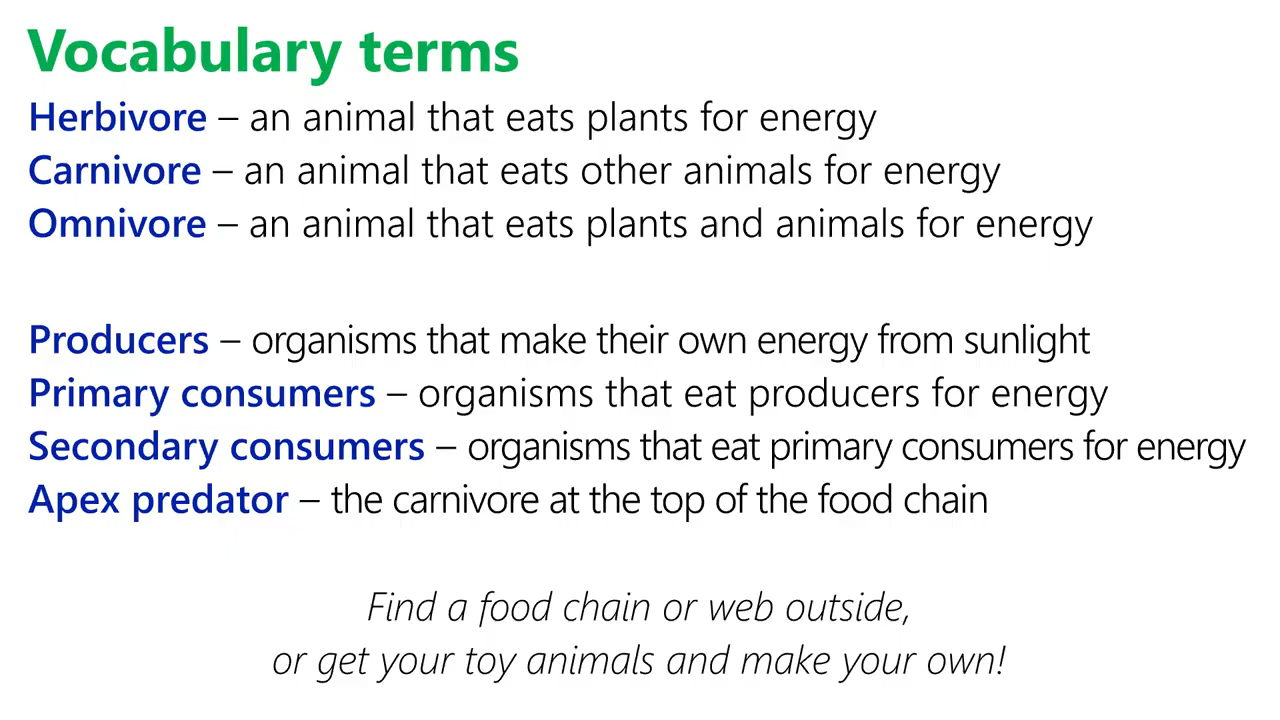 Vocabulary terms
Herbivore – an animal that eats plants for energy
Carnivore – an animal that eats other animals for energy
Omnivore – an animal that eats plants and animals for energy
Producers – organisms that make their own energy from sunlight
Primary consumers – organisms that eat producers for energy
Secondary consumers – organisms that eat primary consumers for energy
Apex predator – the carnivore at the top of the food chain
Find a food chain or web outside,
or get your toy animals and make your own!